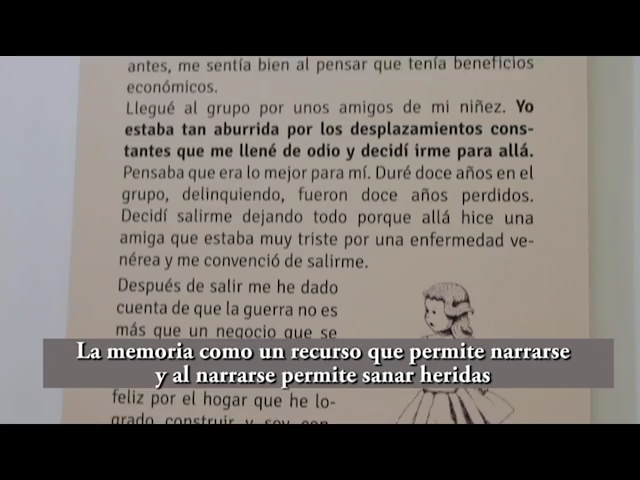 antes, me sentía bien al pensar que tenía beneficios
económicos.
Llegué al grupo por unos amigos de mi niñez. Yo
estaba tan aburrida por los desplazamientos cons-
tantes que me llené de odio y decidí irme para allá.
Pensaba que era lo mejor para mí. Duré doce años en el
grupo, delinquiendo, fueron doce años perdidos.
Decidí salirme dejando todo porque allá hice una
amiga que estaba muy triste por una enfermedad ve-
nérea y me convenció de salirme.
Después de salir me he dado
cuenta de que la guerra no es
más que un negocio que se
La memoria como un recurso que permite narrarse
y al narrarse permite sanar heridas
feliz por el hogar que he lo-
grado construir y soy con-